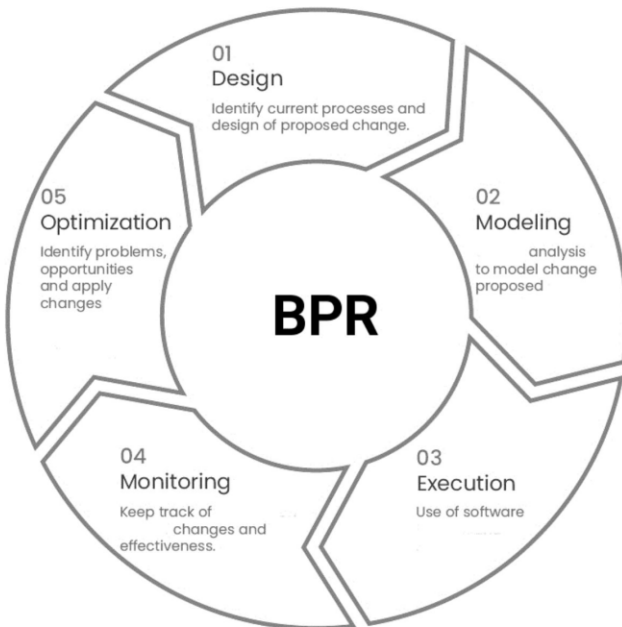 01
Design
Identify current processes and
design of proposed change.
02
Modeling
analysis
to model change
proposed
03
Execution
Use of software
04
Monitoring
Keep track of
changes and
effectiveness.
05
Optimization
Identify problems,
opportunities
and apply
changes
BPR